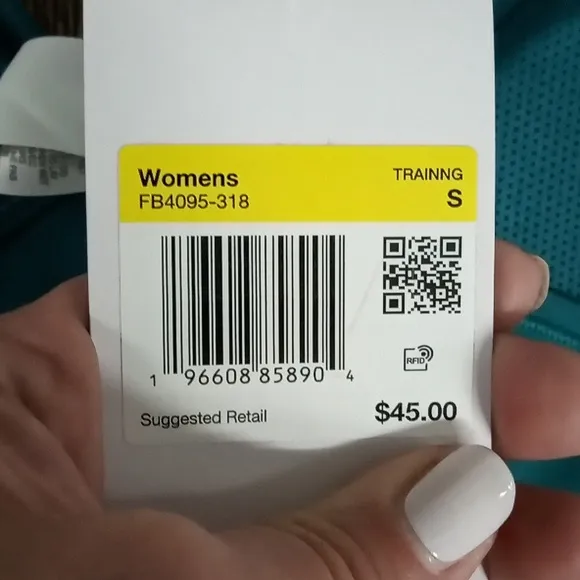 Womens
TRAINNG
FB4095-318
S
RFID
1 96608 85890 4
Suggested Retail
$45.00